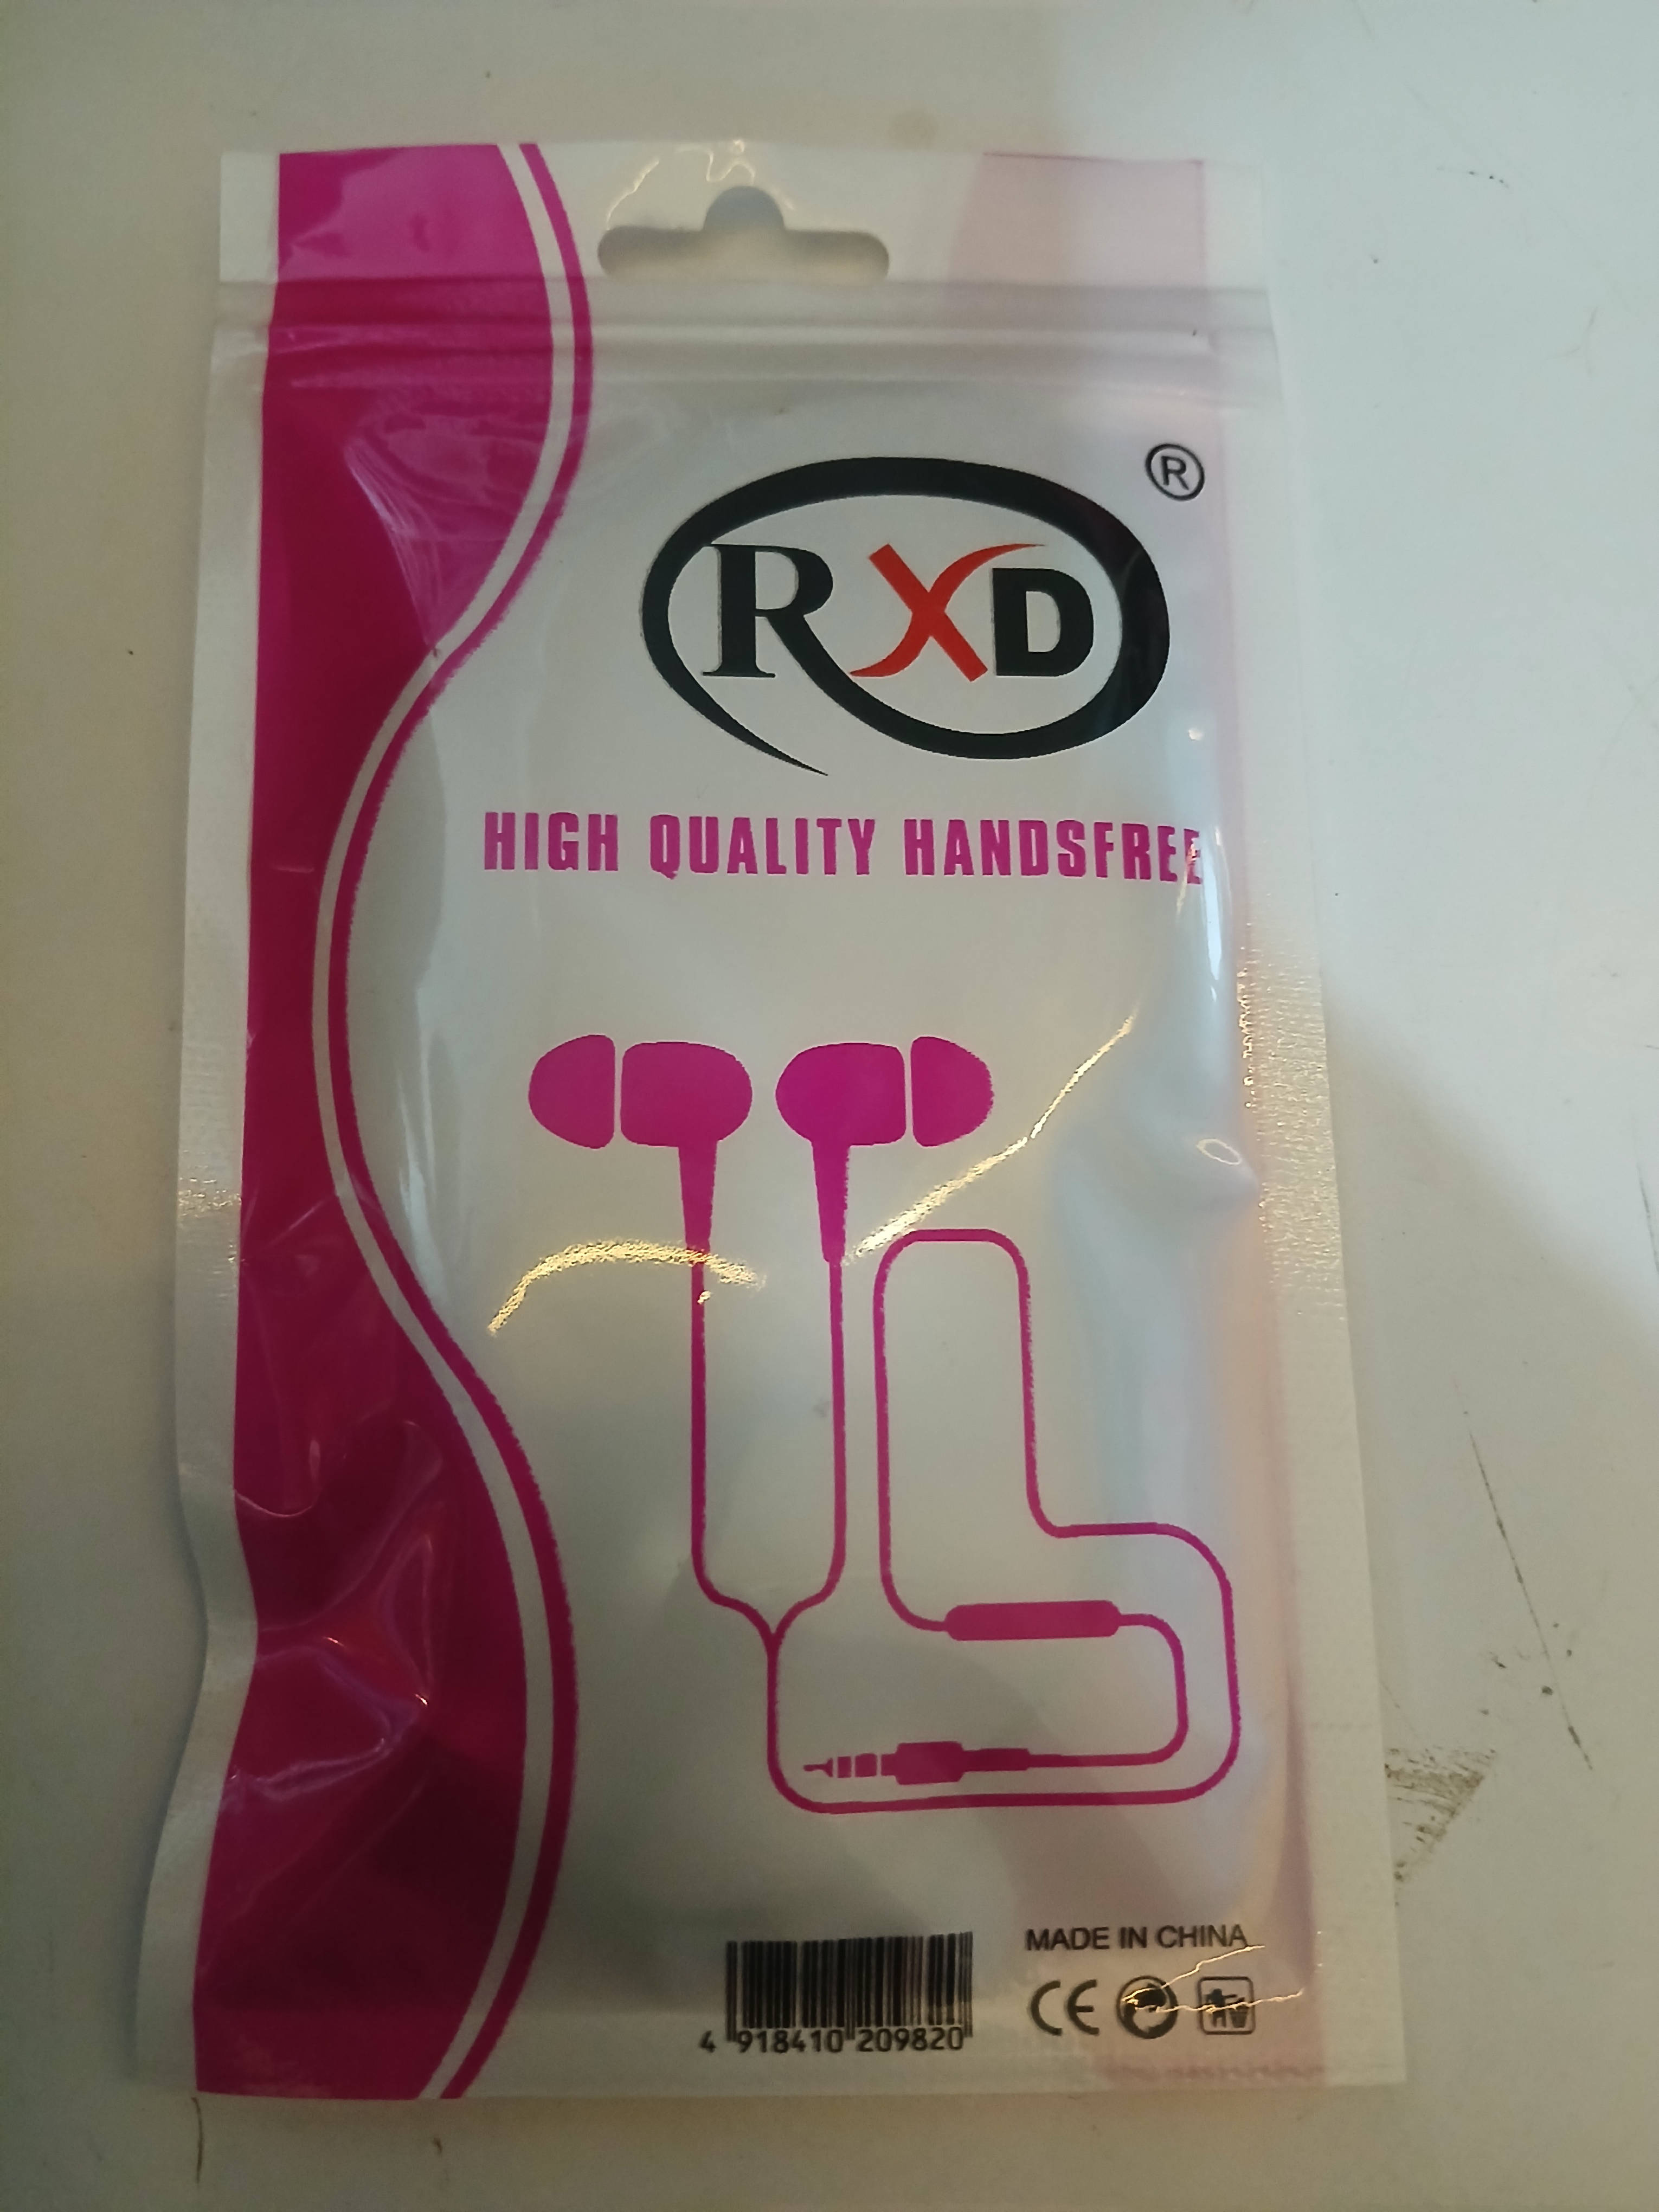 ®
RXD
HIGH QUALITY HANDSFREE
MADE IN CHINA
CE
4 918410 209820